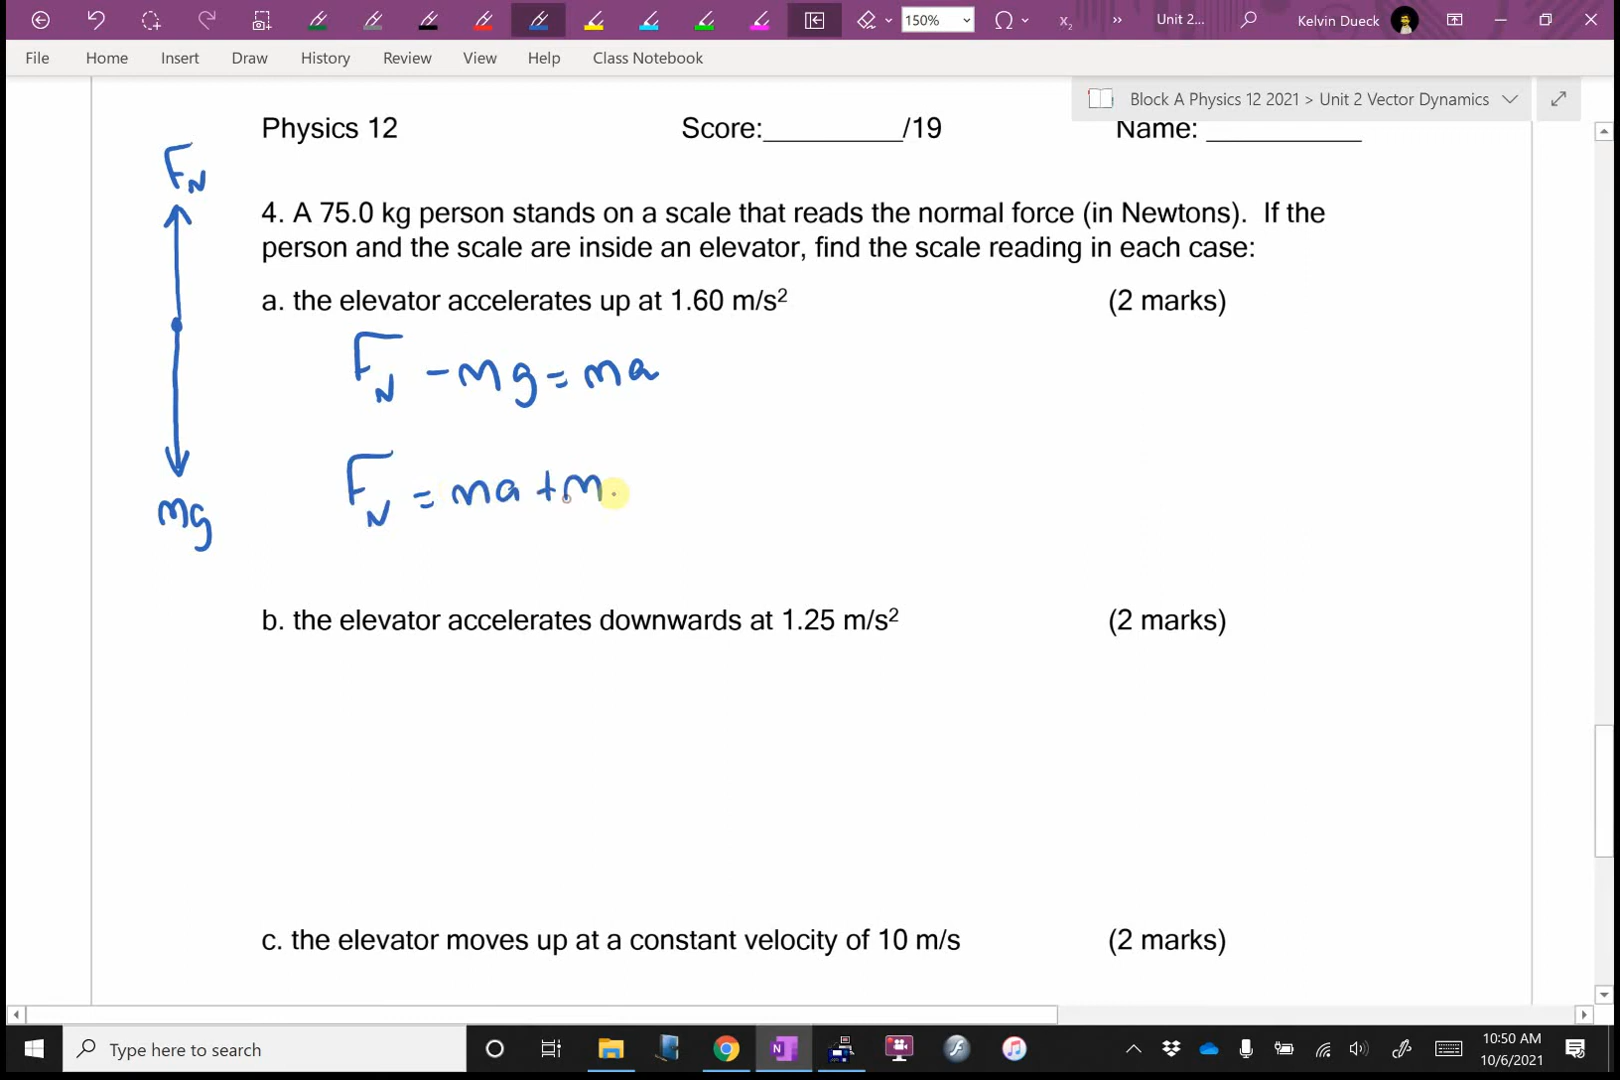 150% Ω x₂ » Unit 2... Kelvin Dueck
File Home Insert Draw History Review View Help Class Notebook
Block A Physics 12 2021 > Unit 2 Vector Dynamics
Physics 12 Score:_________/19 Name: __________
F_N
4. A 75.0 kg person stands on a scale that reads the normal force (in Newtons). If the
person and the scale are inside an elevator, find the scale reading in each case:
a. the elevator accelerates up at 1.60 m/s² (2 marks)
F_N - mg = ma
F_N = ma + m
mg
b. the elevator accelerates downwards at 1.25 m/s² (2 marks)
c. the elevator moves up at a constant velocity of 10 m/s (2 marks)
Type here to search
10:50 AM
10/6/2021